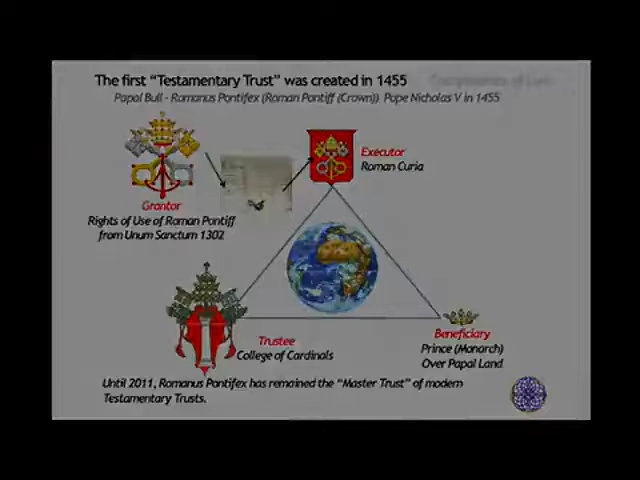 The first “Testamentary Trust” was created in 1455
Papal Bull - Romanus Pontifex (Roman Pontiff (Crown)) Pope Nicholas V in 1455
Executor
Roman Curia
Grantor
Rights of Use of Roman Pontiff
from Unum Sanctum 1302
Trustee
College of Cardinals
Beneficiary
Prince (Monarch)
Over Papal Land
Until 2011, Romanus Pontifex has remained the “Master Trust” of modern
Testamentary Trusts.